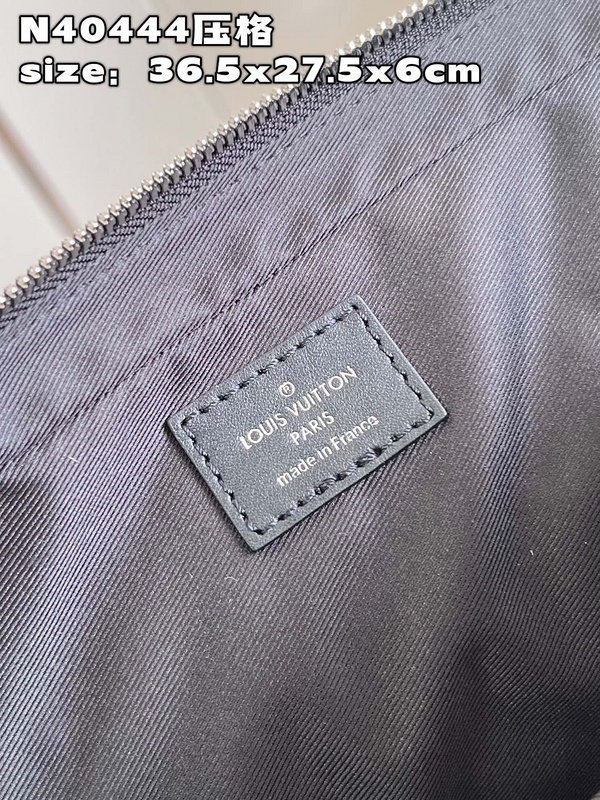 N40444压格
size: 36.5x27.5x6cm
®
LOUIS VUITTON
PARIS
made in France